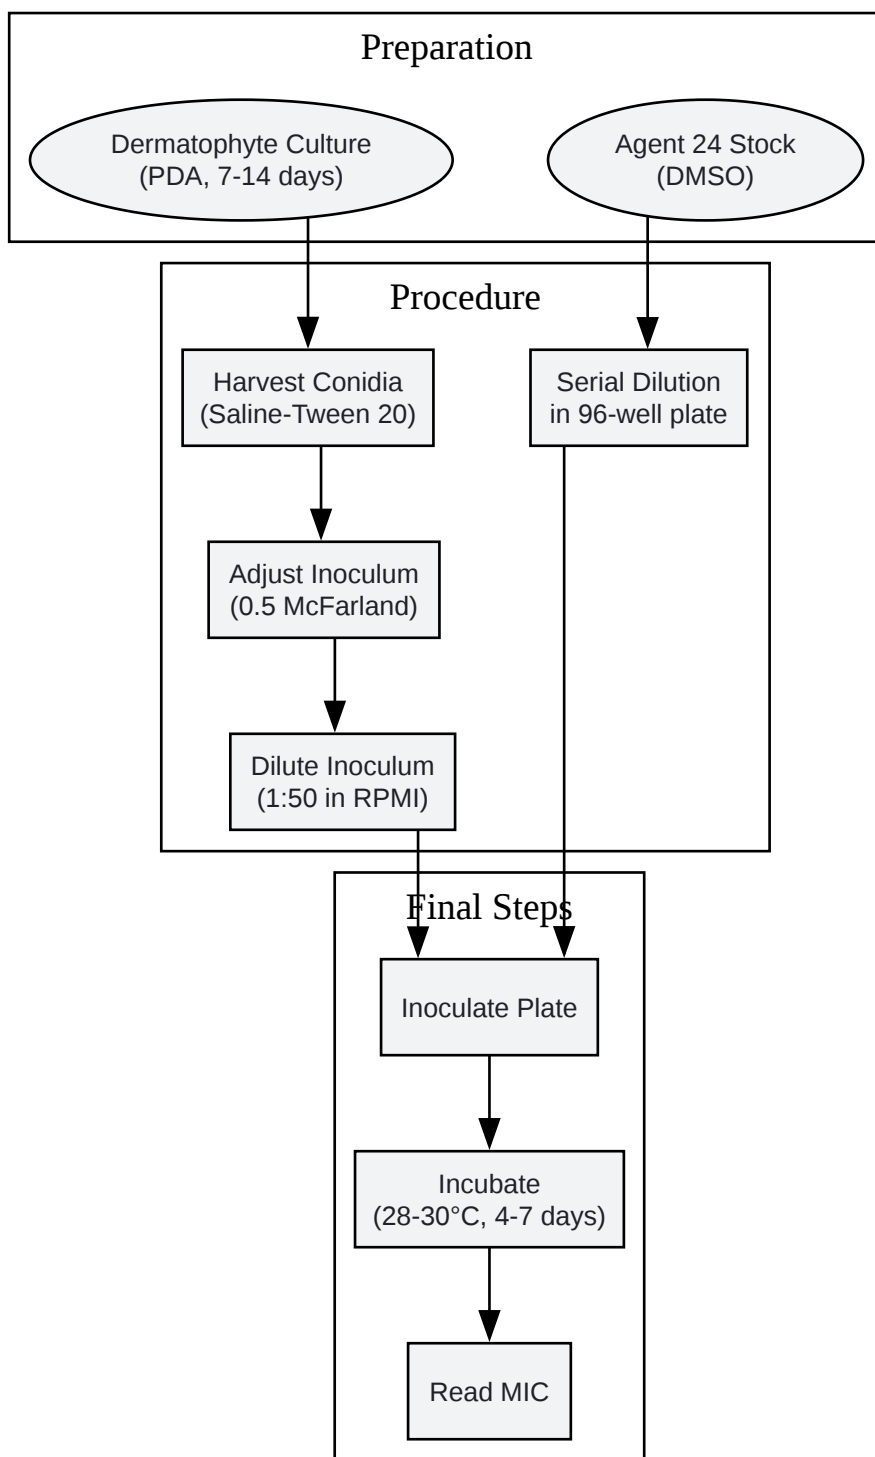 Preparation
Dermatophyte Culture
(PDA, 7-14 days)
Agent 24 Stock
(DMSO)
Procedure
Harvest Conidia
(Saline-Tween 20)
Serial Dilution
in 96-well plate
Adjust Inoculum
(0.5 McFarland)
Dilute Inoculum
(1:50 in RPMI)
Final Steps
Inoculate Plate
Incubate
(28-30°C, 4-7 days)
Read MIC